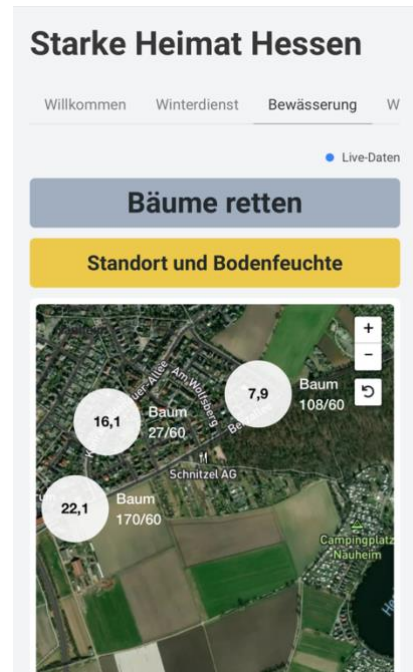 Starke Heimat Hessen
Willkommen Winterdienst Bewässerung W
Live-Daten
Bäume retten
Standort und Bodenfeuchte
+
−
7,9
Baum
108/60
16,1
Baum
27/60
Am Wolfsberg
Schnitzel AG
22,1
Baum
170/60
Campingplatz
Nauheim